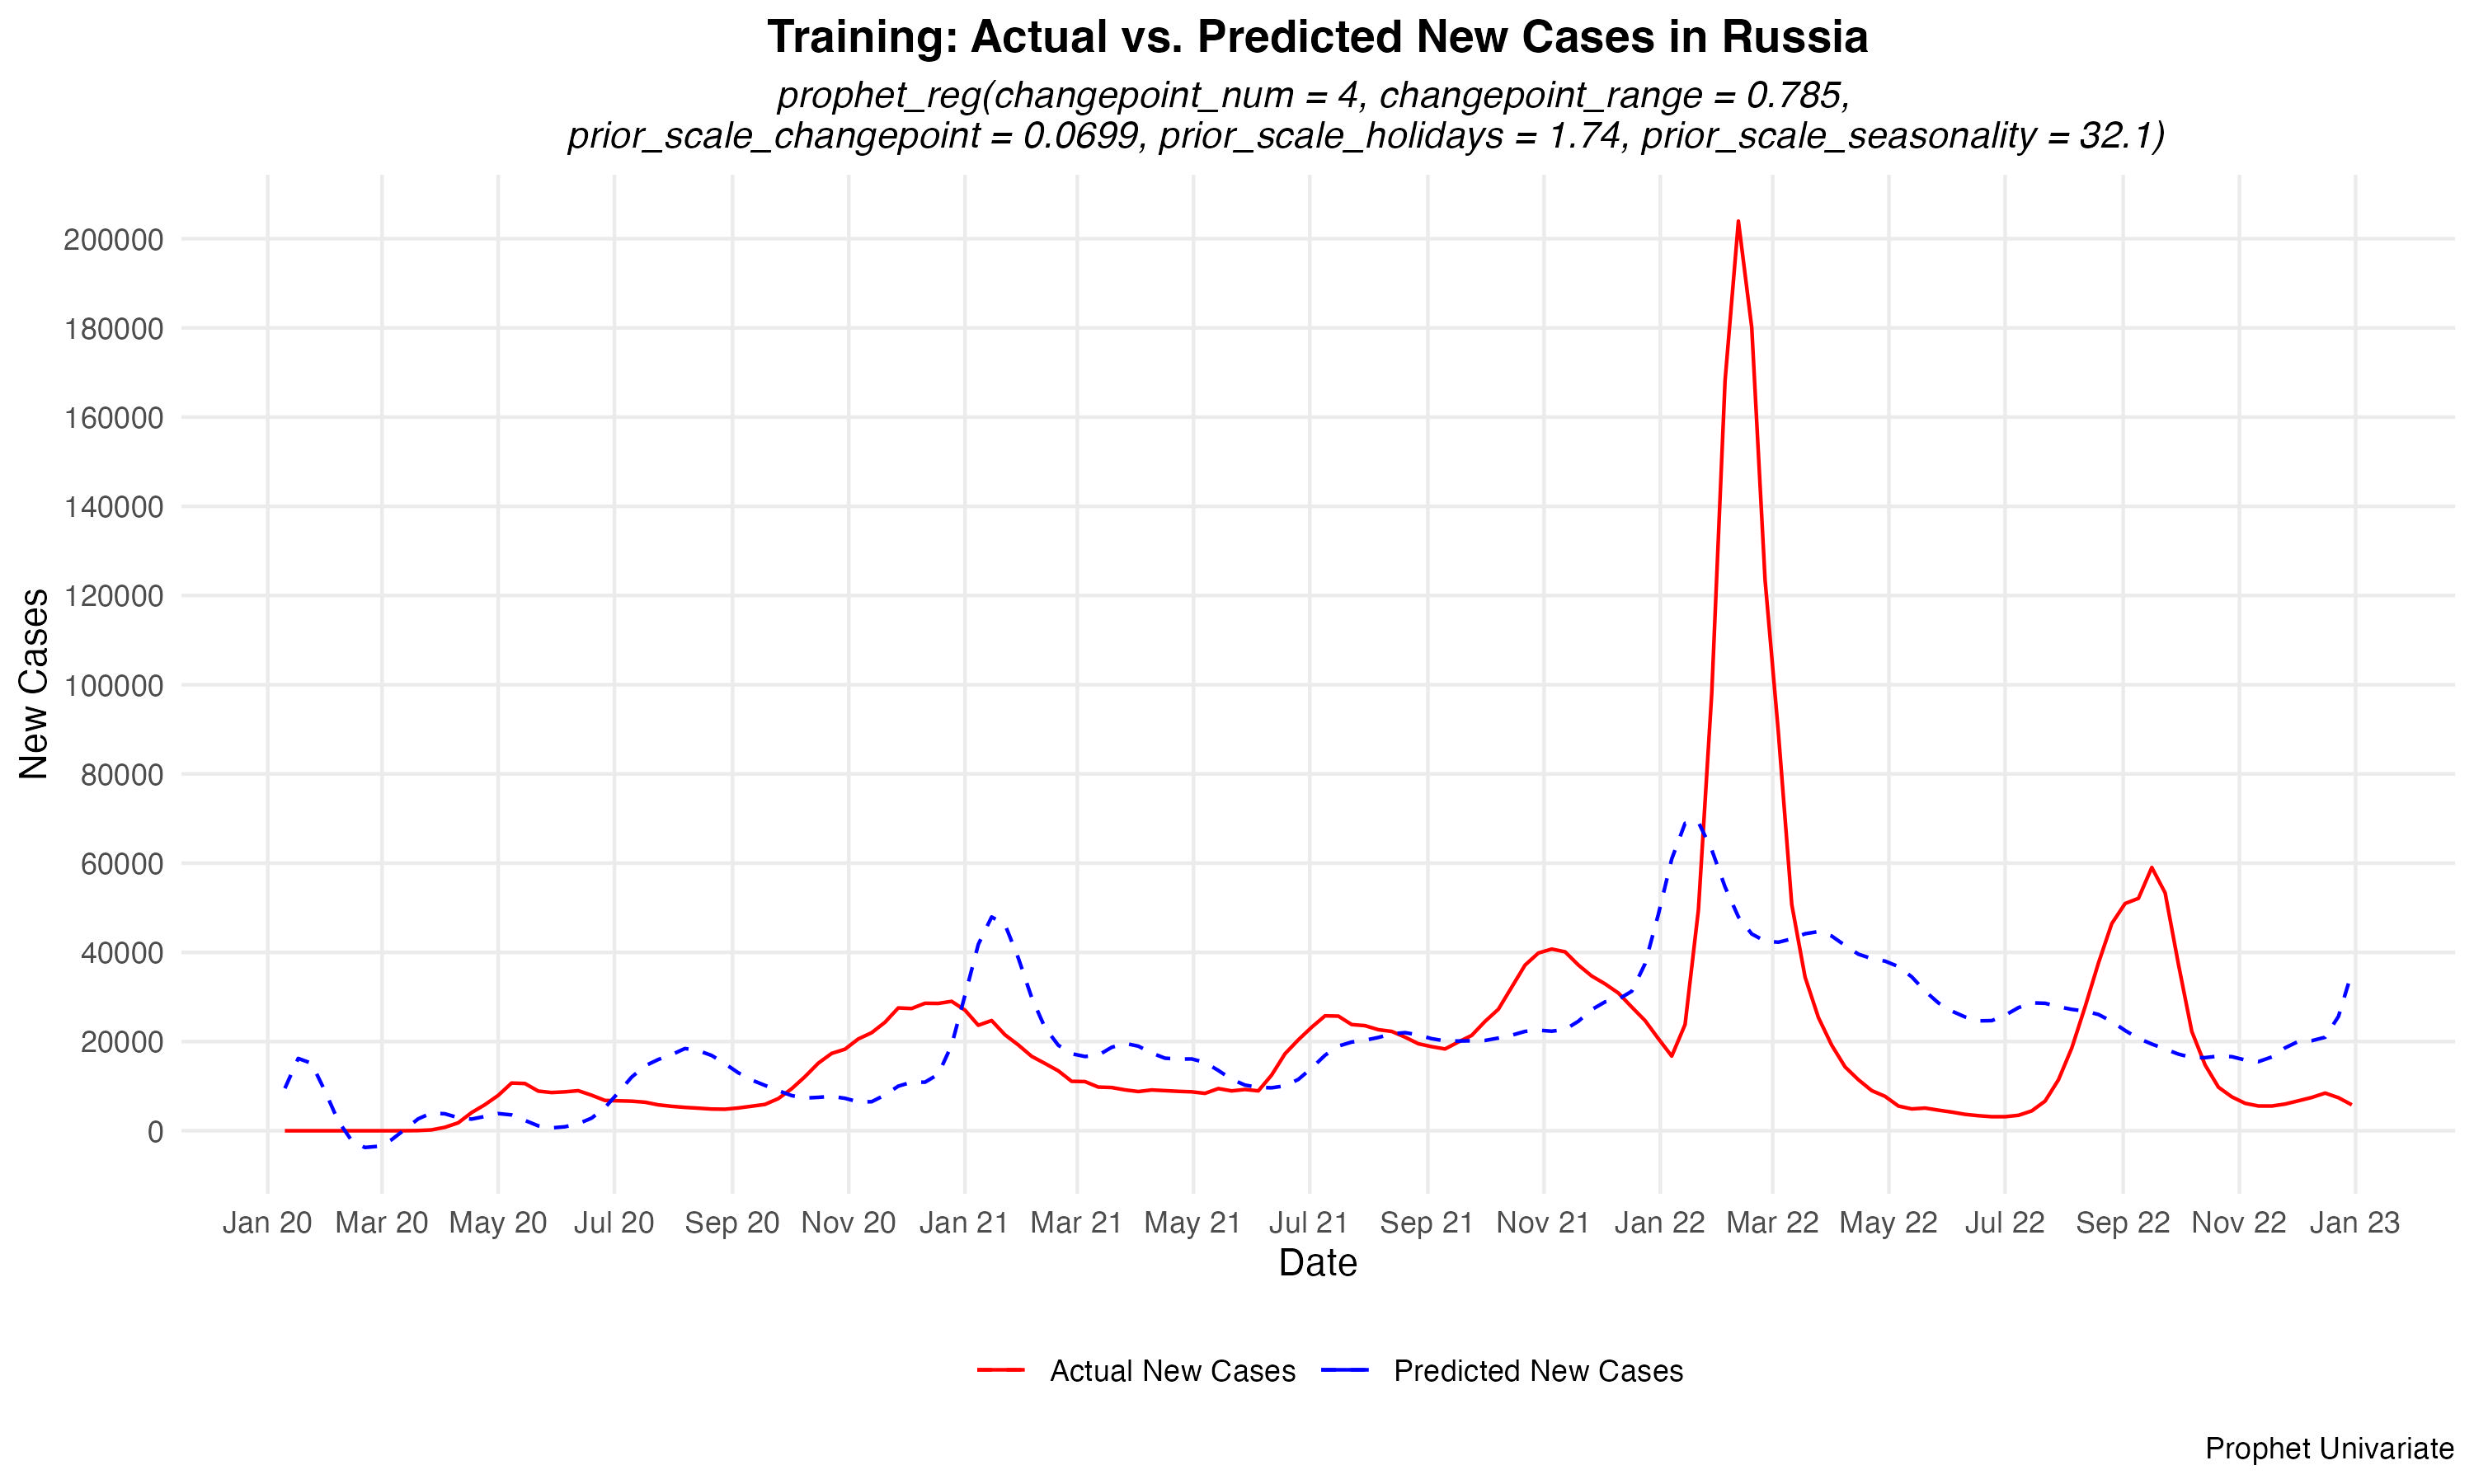 Training: Actual vs. Predicted New Cases in Russia
prophet_reg(changepoint_num = 4, changepoint_range = 0.785,
prior_scale_changepoint = 0.0699, prior_scale_holidays = 1.74, prior_scale_seasonality = 32.1)
New Cases
200000
180000
160000
140000
120000
100000
80000
60000
40000
20000
0
Jan 20 Mar 20 May 20 Jul 20 Sep 20 Nov 20 Jan 21 Mar 21 May 21 Jul 21 Sep 21 Nov 21 Jan 22 Mar 22 May 22 Jul 22 Sep 22 Nov 22 Jan 23
Date
Actual New Cases Predicted New Cases
Prophet Univariate